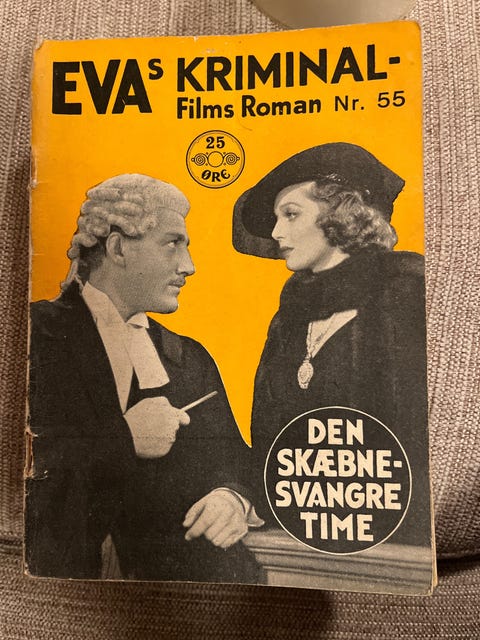 EVAs KRIMINAL-
Films Roman Nr. 55
25
ØRE
DEN
SKÆBNE-
SVANGRE
TIME